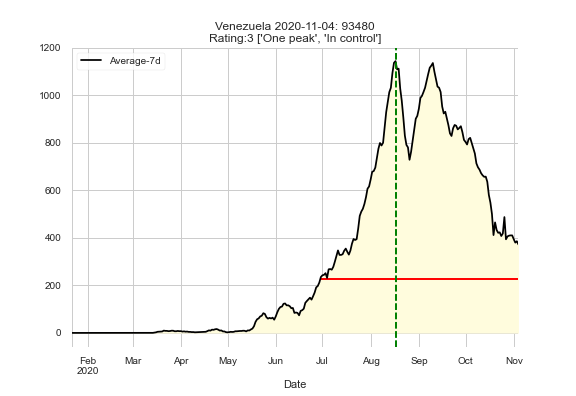 Venezuela 2020-11-04: 93480
Rating:3 ['One peak', 'In control']
Average-7d
1200
1000
800
600
400
200
0
Feb Mar Apr May Jun Jul Aug Sep Oct Nov
2020
Date